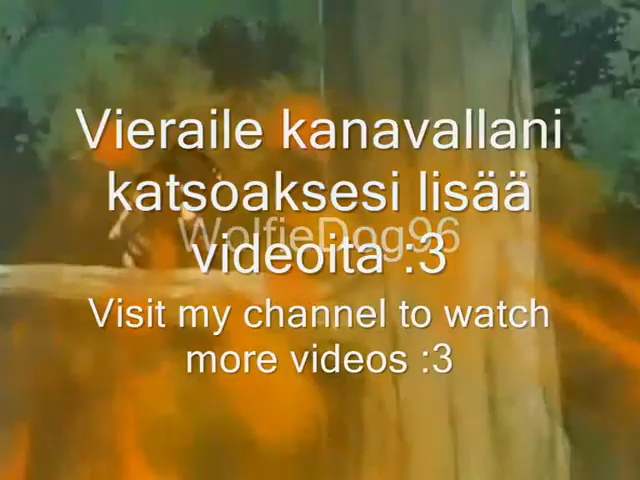 Vieraile kanavallani
katsoaksesi lisää
WolfieDog96
videoita :3
Visit my channel to watch
more videos :3